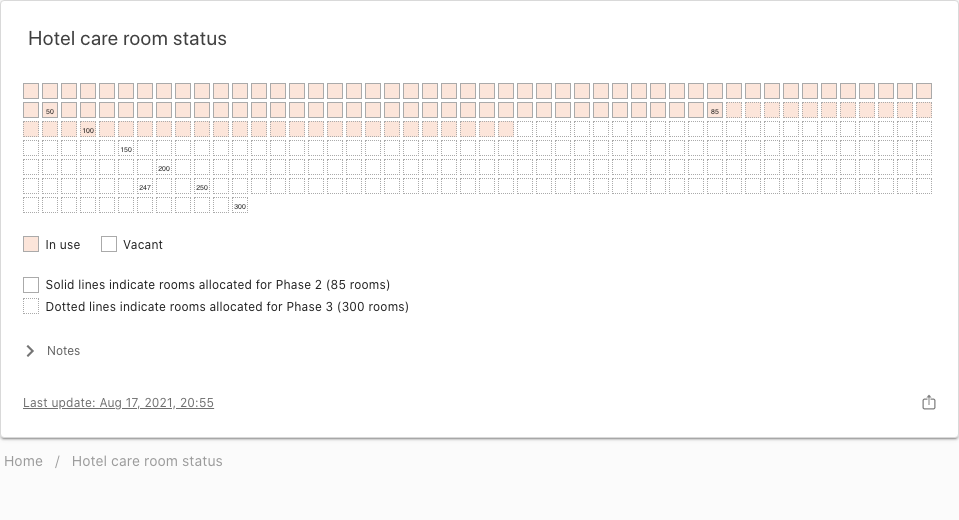 Hotel care room status
50 85
100
150
200
247 250
300
In use Vacant
Solid lines indicate rooms allocated for Phase 2 (85 rooms)
Dotted lines indicate rooms allocated for Phase 3 (300 rooms)
Notes
Last update: Aug 17, 2021, 20:55
Home / Hotel care room status